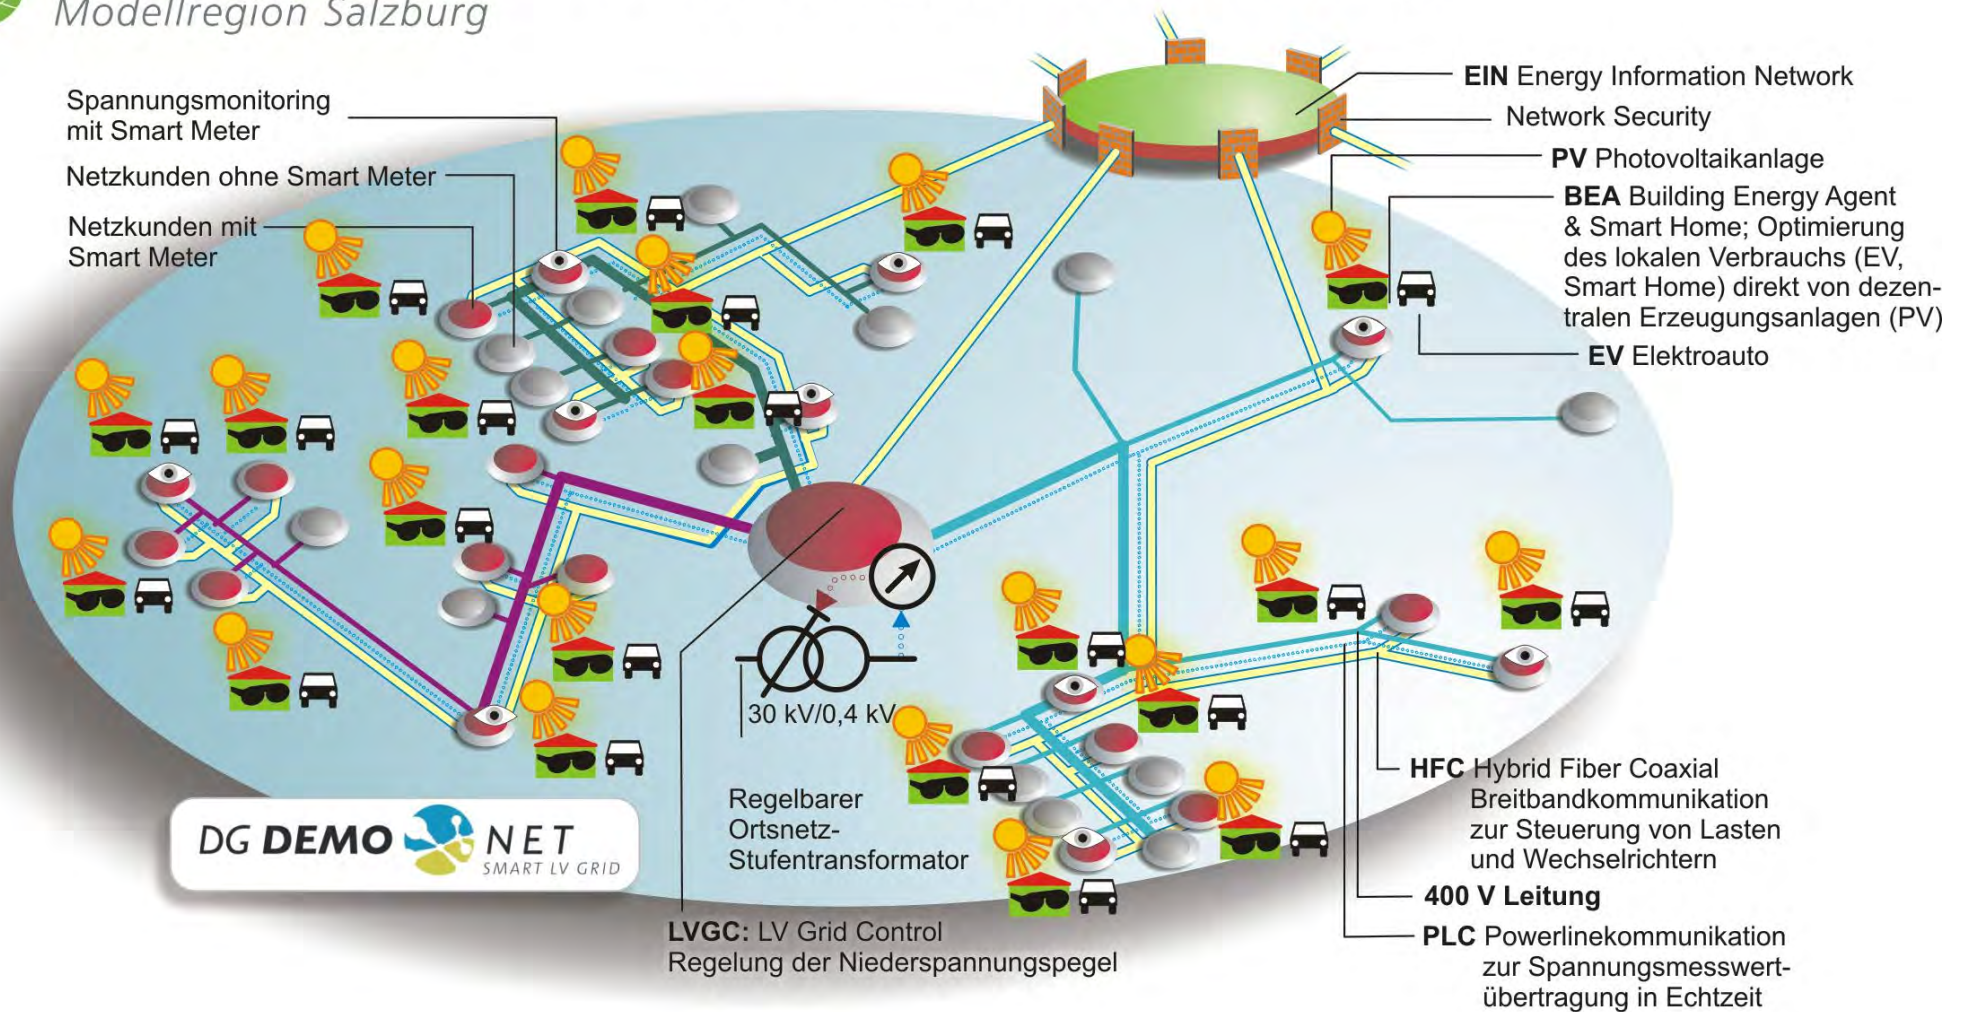 Modellregion Salzburg
Spannungsmonitoring
mit Smart Meter
Netzkunden ohne Smart Meter
Netzkunden mit
Smart Meter
EIN Energy Information Network
Network Security
PV Photovoltaikanlage
BEA Building Energy Agent
& Smart Home; Optimierung
des lokalen Verbrauchs (EV,
Smart Home) direkt von dezen-
tralen Erzeugungsanlagen (PV)
EV Elektroauto
30 kV/0,4 kV
Regelbarer
Ortsnetz-
Stufentransformator
LVGC: LV Grid Control
Regelung der Niederspannungspegel
HFC Hybrid Fiber Coaxial
Breitbandkommunikation
zur Steuerung von Lasten
und Wechselrichtern
400 V Leitung
PLC Powerlinekommunikation
zur Spannungsmesswert-
übertragung in Echtzeit
DG DEMO NET
SMART LV GRID